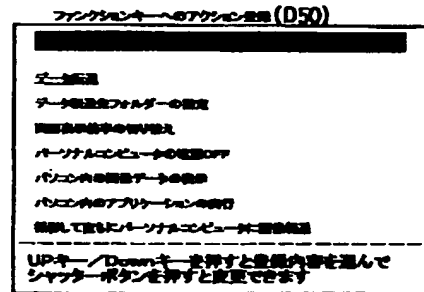 ファンクションキーへのアクション登録(D50)
データ転送
データ転送先フォルダーの設定
画面表示倍率の切り替え
パーソナルコンピュータの電源OFF
パソコン内の画像データの表示
パソコン内のアプリケーションの実行
撮影して直ちにパーソナルコンピュータに画像転送
UPキー／Downキーを押すと登録内容を選んで
シャッターボタンを押すと変更できます